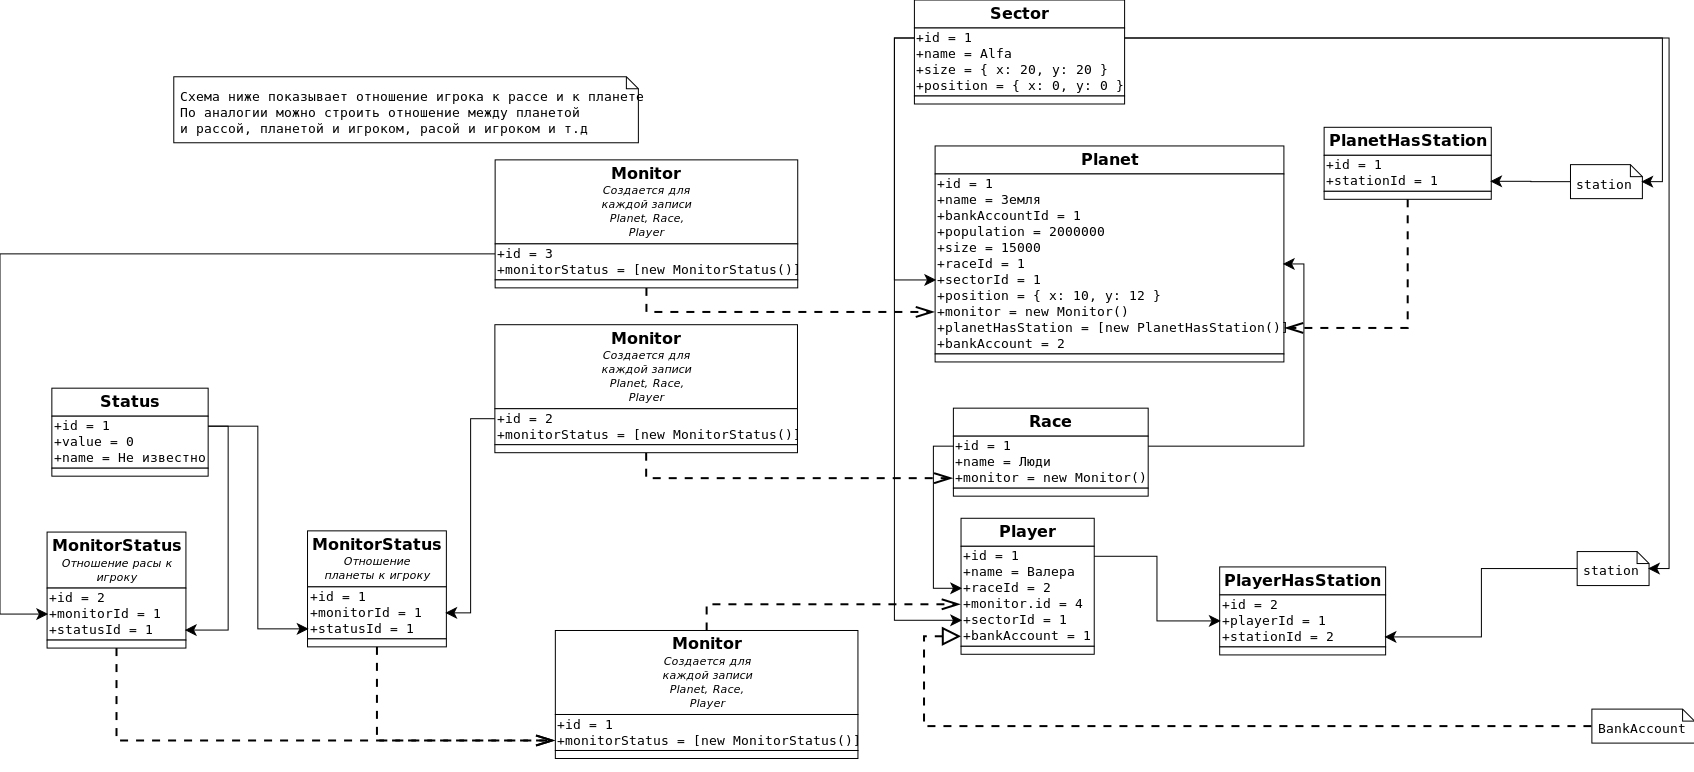 Sector
+id = 1
+name = Alfa
+size = { x: 20, y: 20 }
+position = { x: 0, y: 0 }
Схема ниже показывает отношение игрока к рассе и к планете
По аналогии можно строить отношение между планетой
и рассой, планетой и игроком, расой и игроком и т.д
Monitor
Создается для
каждой записи
Planet, Race,
Player
+id = 3
+monitorStatus = [new MonitorStatus()]
Planet
+id = 1
+name = Земля
+bankAccountId = 1
+population = 2000000
+size = 15000
+raceId = 1
+sectorId = 1
+position = { x: 10, y: 12 }
+monitor = new Monitor()
+planetHasStation = [new PlanetHasStation()]
+bankAccount = 2
PlanetHasStation
+id = 1
+stationId = 1
station
Monitor
Создается для
каждой записи
Planet, Race,
Player
+id = 2
+monitorStatus = [new MonitorStatus()]
Status
+id = 1
+value = 0
+name = Не известно
Race
+id = 1
+name = Люди
+monitor = new Monitor()
MonitorStatus
Отношение расы к
игроку
+id = 2
+monitorId = 1
+statusId = 1
MonitorStatus
Отношение
планеты к игроку
+id = 1
+monitorId = 1
+statusId = 1
Player
+id = 1
+name = Валера
+raceId = 2
+monitor.id = 4
+sectorId = 1
+bankAccount = 1
PlayerHasStation
+id = 2
+playerId = 1
+stationId = 2
station
Monitor
Создается для
каждой записи
Planet, Race,
Player
+id = 1
+monitorStatus = [new MonitorStatus()]
BankAccount